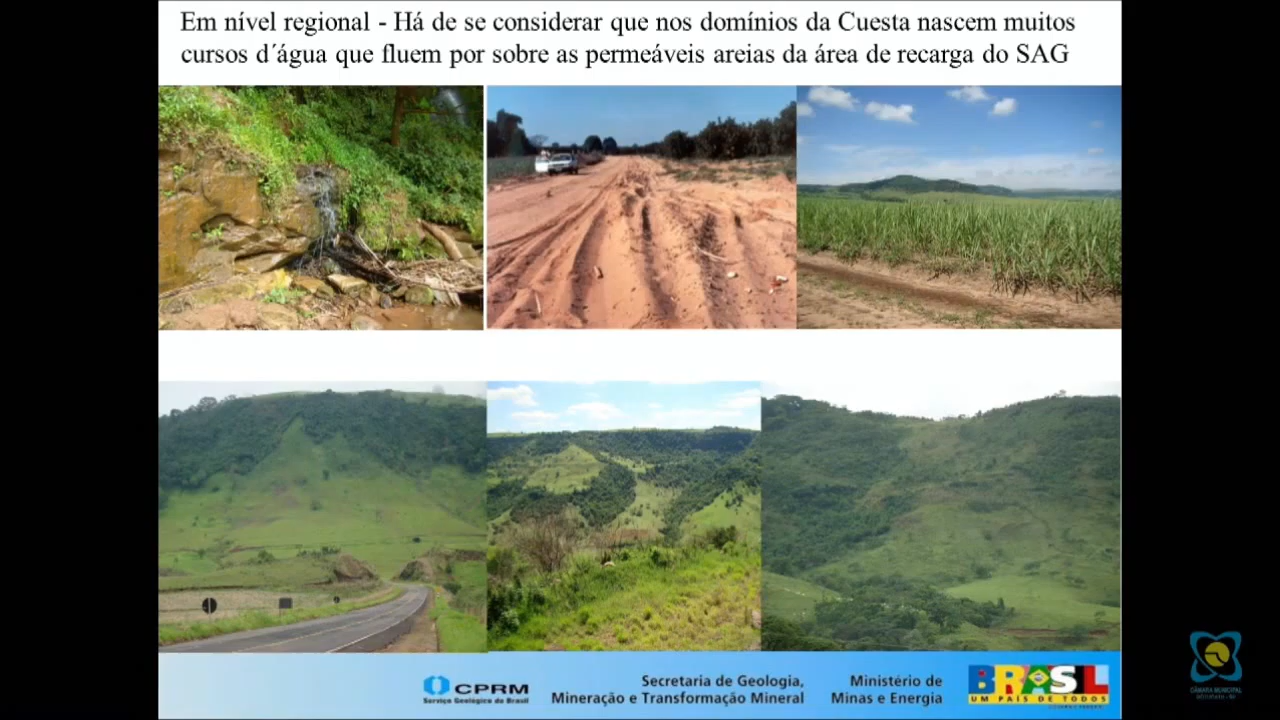 Em nível regional - Há de se considerar que nos domínios da Cuesta nascem muitos
cursos d´água que fluem por sobre as permeáveis areias da área de recarga do SAG
CPRM
Serviço Geológico do Brasil
Secretaria de Geologia,
Mineração e Transformação Mineral
Ministério de
Minas e Energia
BRASIL
UM PAÍS DE TODOS
CÂMARA MUNICIPAL